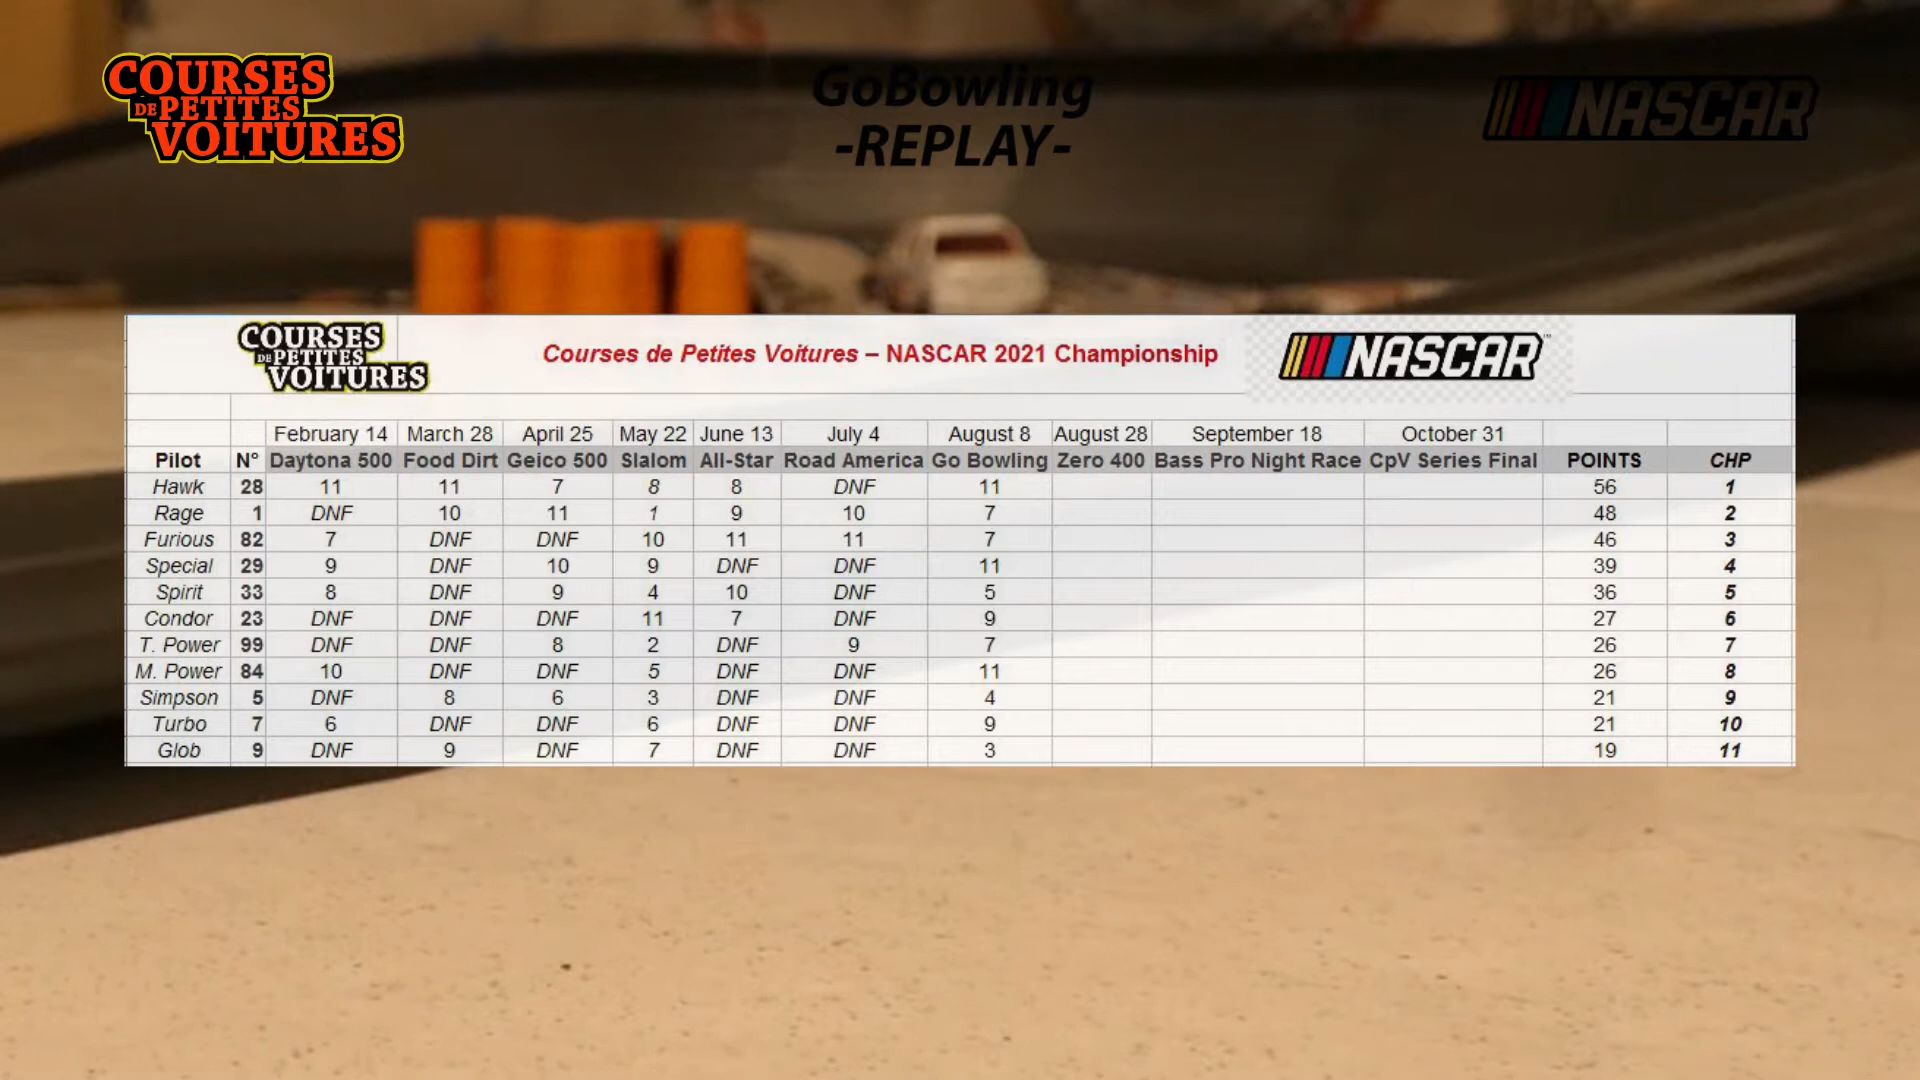 COURSES
DE PETITES
VOITURES
GoBowling
-REPLAY-
NASCAR
COURSES
DE PETITES
VOITURES
Courses de Petites Voitures – NASCAR 2021 Championship
NASCAR
February 14 March 28 April 25 May 22 June 13 July 4 August 8 August 28 September 18 October 31
Pilot N° Daytona 500 Food Dirt Geico 500 Slalom All-Star Road America Go Bowling Zero 400 Bass Pro Night Race CpV Series Final POINTS CHP
Hawk 28 11 11 7 8 8 DNF 11 56 1
Rage 1 DNF 10 11 1 9 10 7 48 2
Furious 82 7 DNF DNF 10 11 11 7 46 3
Special 29 9 DNF 10 9 DNF DNF 11 39 4
Spirit 33 8 DNF 9 4 10 DNF 5 36 5
Condor 23 DNF DNF DNF 11 7 DNF 9 27 6
T. Power 99 DNF DNF 8 2 DNF 9 7 26 7
M. Power 84 10 DNF DNF 5 DNF DNF 11 26 8
Simpson 5 DNF 8 6 3 DNF DNF 4 21 9
Turbo 7 6 DNF DNF 6 DNF DNF 9 21 10
Glob 9 DNF 9 DNF 7 DNF DNF 3 19 11